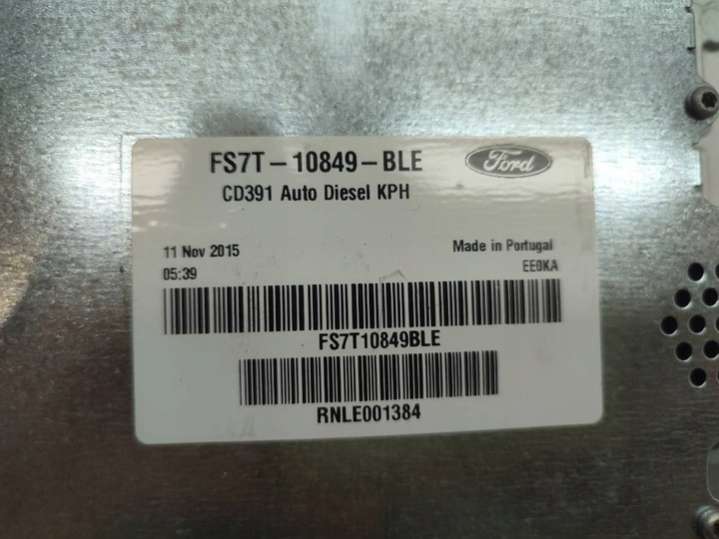 FS7T-10849-BLE
Ford
CD391 Auto Diesel KPH
11 Nov 2015
Made in Portugal
05:39
EE0KA
FS7T10849BLE
RNLE001384